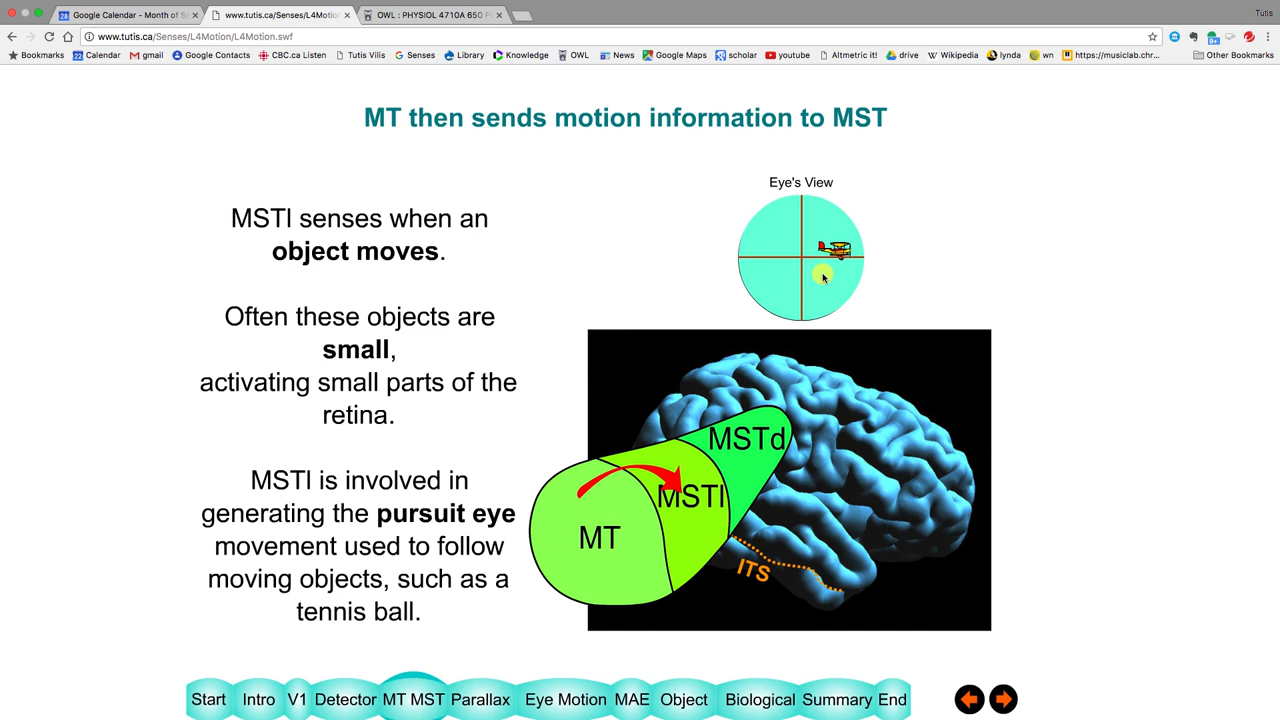 Google Calendar - Month of S
www.tutis.ca/Senses/L4Motio
OWL : PHYSIOL 4710A 650 F
Tutis
www.tutis.ca/Senses/L4Motion/L4Motion.swf
Bookmarks Calendar gmail Google Contacts CBC.ca Listen Tutis Vilis Senses Library Knowledge OWL News Google Maps scholar youtube Altmetric it! drive Wikipedia lynda wn https://musiclab.chr... Other Bookmarks
MT then sends motion information to MST
Eye's View
MSTl senses when an
object moves.
Often these objects are
small,
activating small parts of the
retina.
MSTl is involved in
generating the pursuit eye
movement used to follow
moving objects, such as a
tennis ball.
MSTd
MSTl
MT
ITS
Start Intro V1 Detector MT MST Parallax Eye Motion MAE Object Biological Summary End